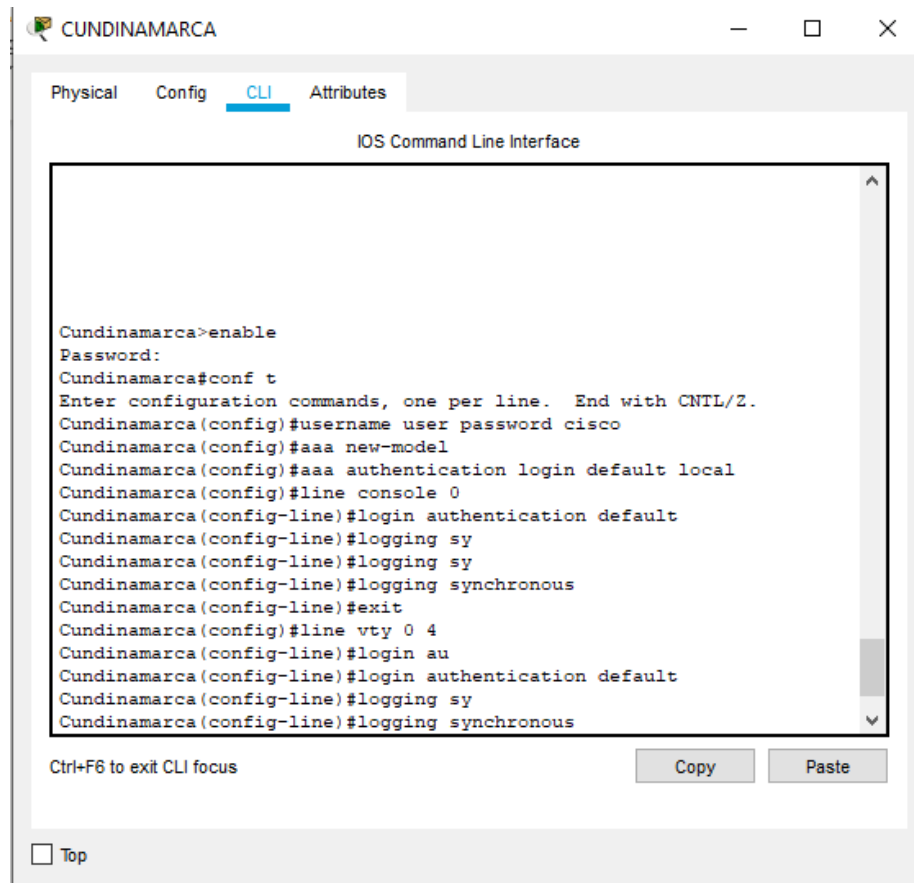 CUNDINAMARCA
Physical Config CLI Attributes
IOS Command Line Interface
Cundinamarca>enable
Password:
Cundinamarca#conf t
Enter configuration commands, one per line.  End with CNTL/Z.
Cundinamarca(config)#username user password cisco
Cundinamarca(config)#aaa new-model
Cundinamarca(config)#aaa authentication login default local
Cundinamarca(config)#line console 0
Cundinamarca(config-line)#login authentication default
Cundinamarca(config-line)#logging sy
Cundinamarca(config-line)#logging sy
Cundinamarca(config-line)#logging synchronous
Cundinamarca(config-line)#exit
Cundinamarca(config)#line vty 0 4
Cundinamarca(config-line)#login au
Cundinamarca(config-line)#login authentication default
Cundinamarca(config-line)#logging sy
Cundinamarca(config-line)#logging synchronous
Ctrl+F6 to exit CLI focus
Copy Paste
Top